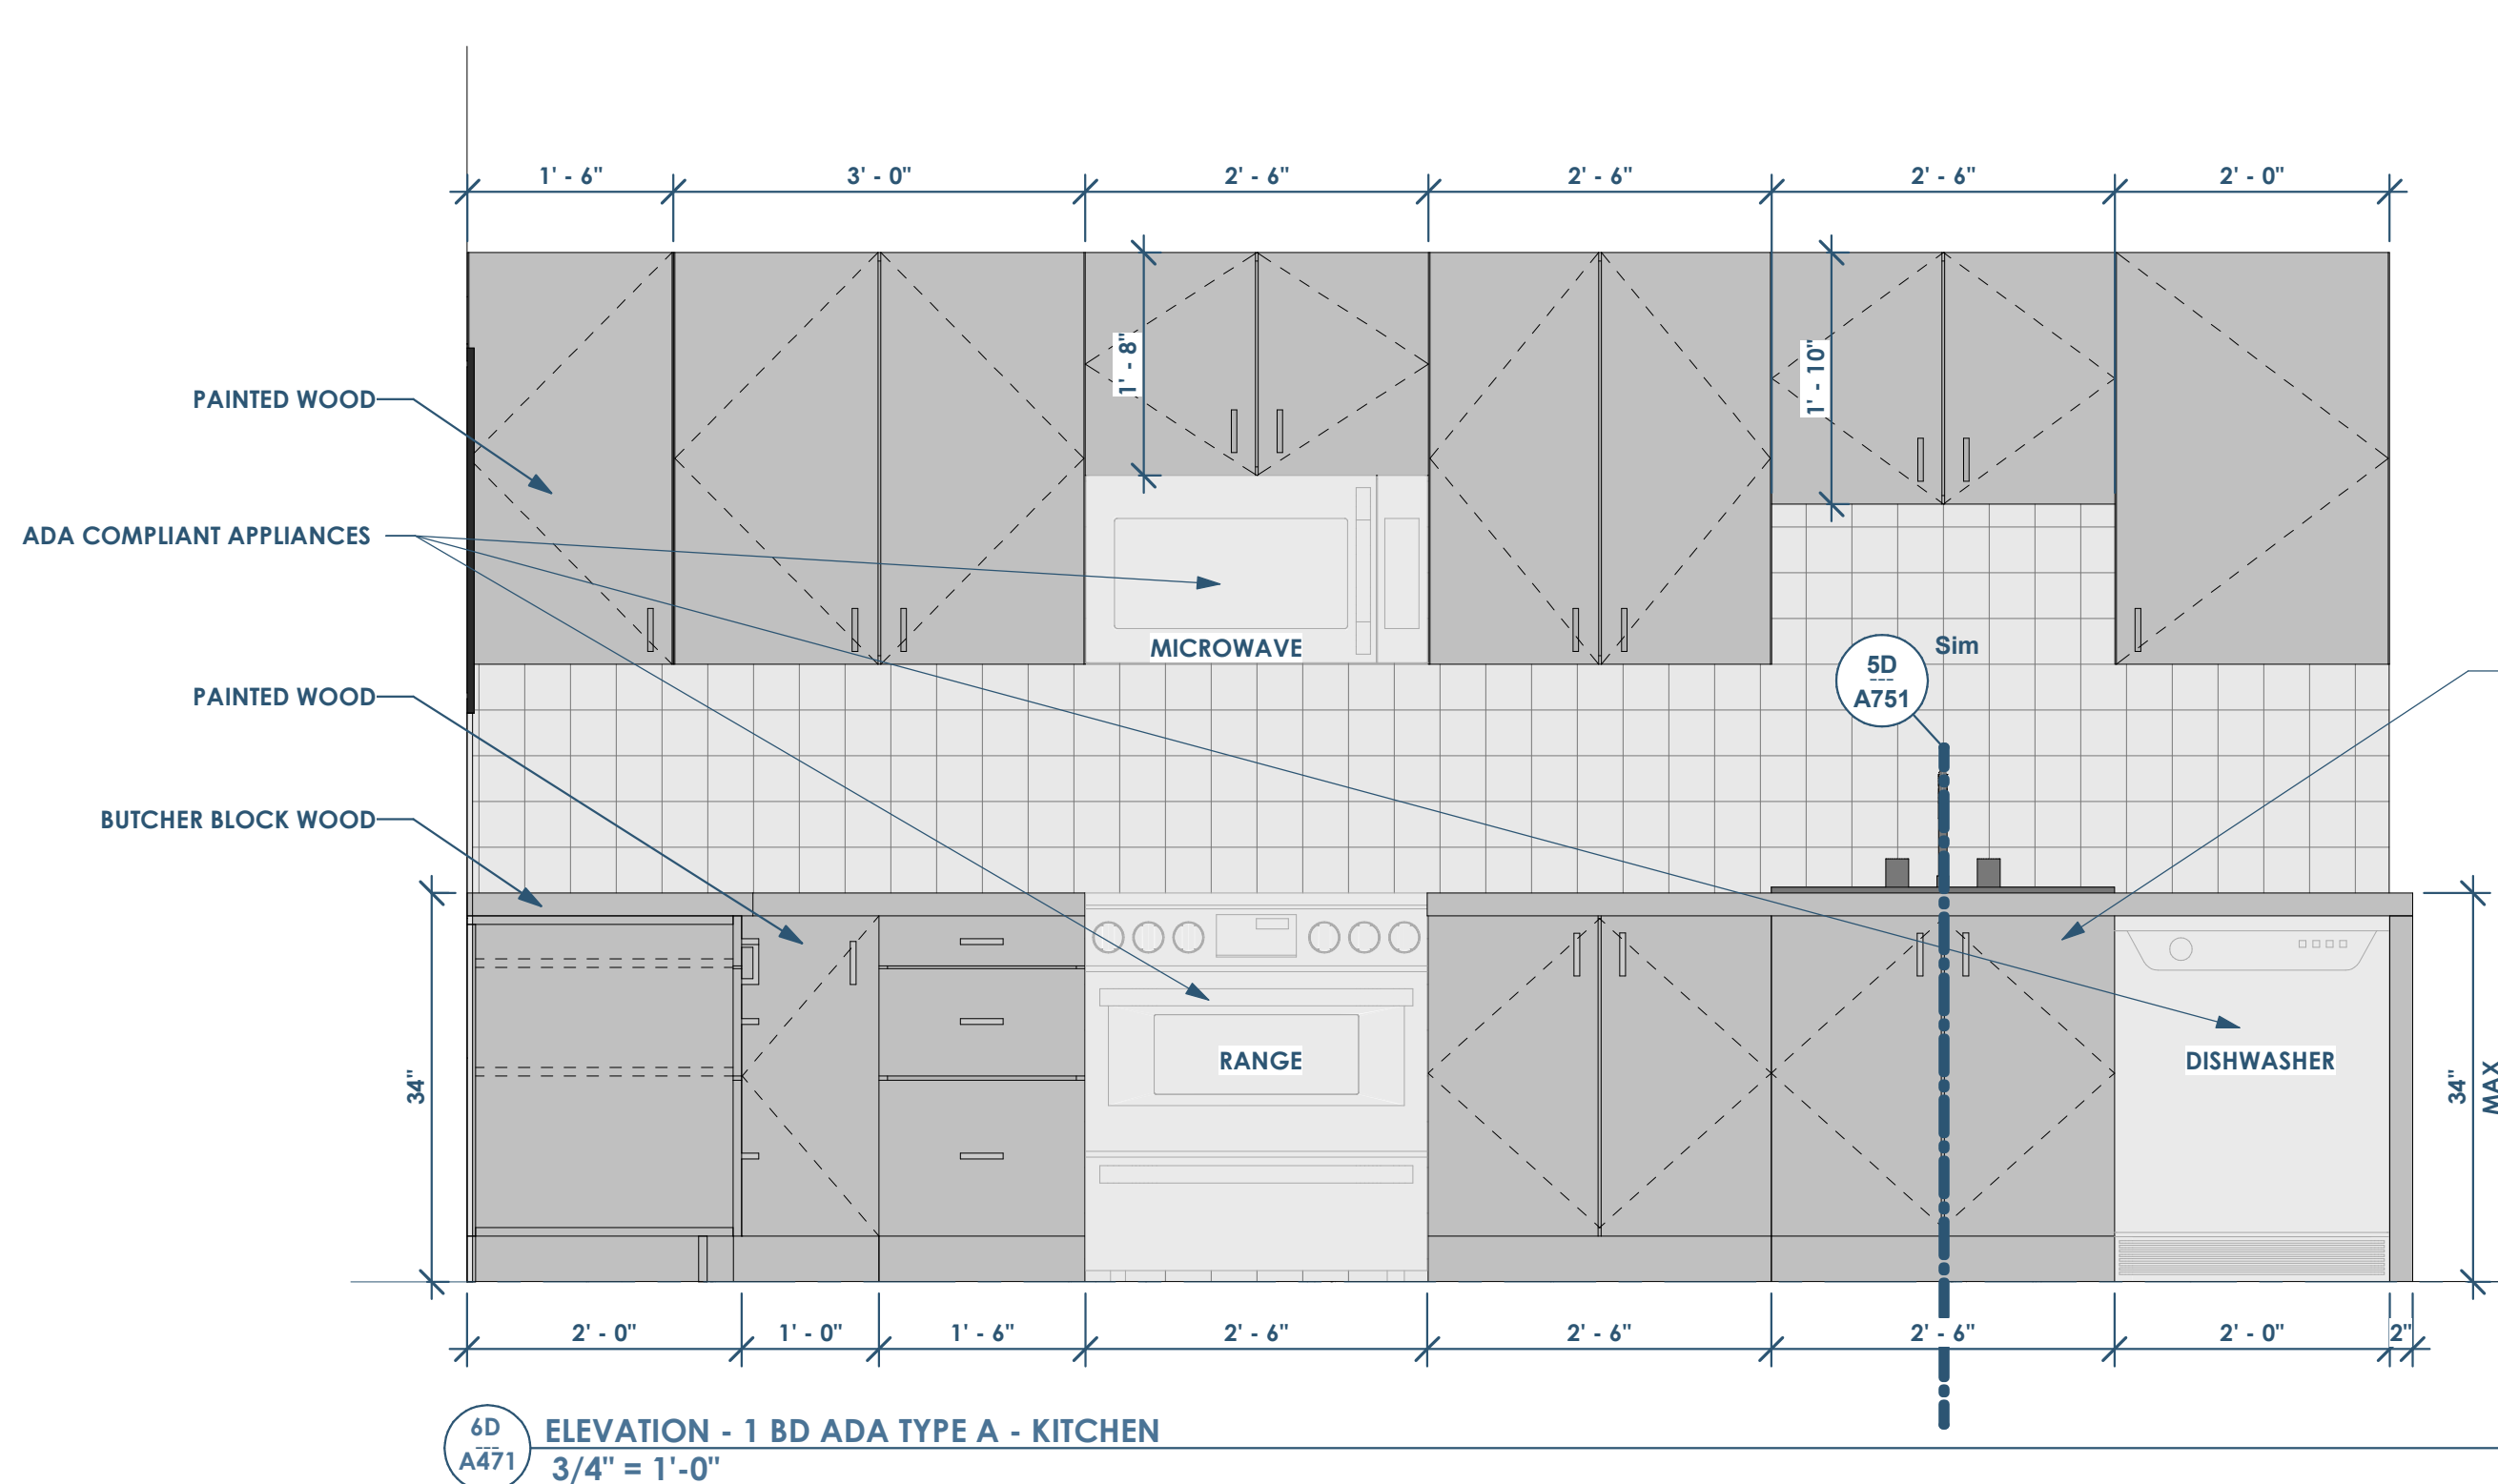 1' - 6" 3' - 0" 2' - 6" 2' - 6" 2' - 6" 2' - 0"
1' - 8"
1' - 10"
PAINTED WOOD
ADA COMPLIANT APPLIANCES
MICROWAVE
Sim
5D
---
A751
PAINTED WOOD
BUTCHER BLOCK WOOD
34"
RANGE
DISHWASHER
34"
MAX
2' - 0" 1' - 0" 1' - 6" 2' - 6" 2' - 6" 2' - 6" 2' - 0" 2"
6D
---
A471
ELEVATION - 1 BD ADA TYPE A - KITCHEN
3/4" = 1'-0"